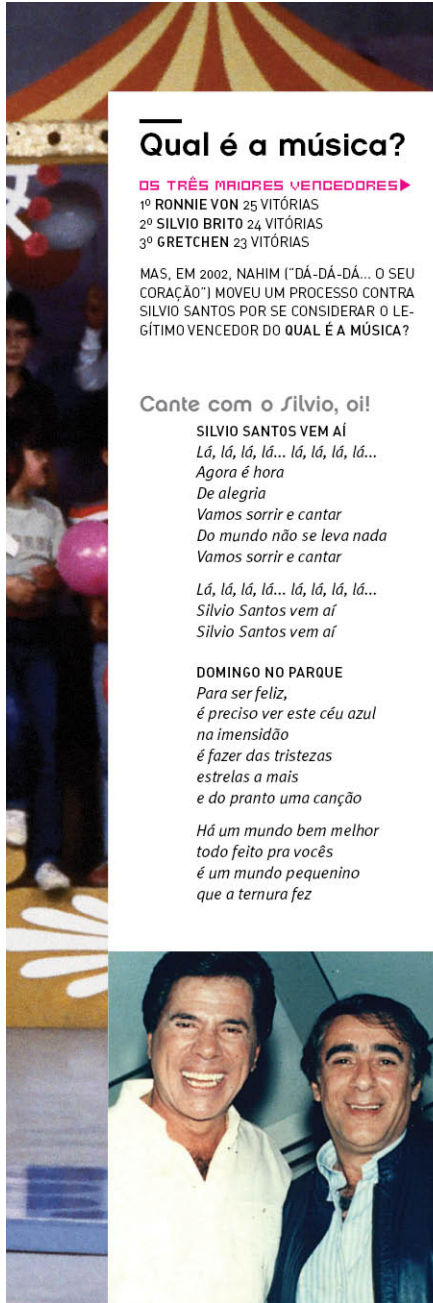 Qual é a música?
OS TRÊS MAIORES VENCEDORES▶
1º RONNIE VON 25 VITÓRIAS
2º SILVIO BRITO 24 VITÓRIAS
3º GRETCHEN 23 VITÓRIAS
MAS, EM 2002, NAHIM ("DÁ-DÁ-DÁ... O SEU
CORAÇÃO") MOVEU UM PROCESSO CONTRA
SILVIO SANTOS POR SE CONSIDERAR O LE-
GÍTIMO VENCEDOR DO QUAL É A MÚSICA?
Cante com o Silvio, oi!
SILVIO SANTOS VEM AÍ
Lá, lá, lá, lá... lá, lá, lá, lá...
Agora é hora
De alegria
Vamos sorrir e cantar
Do mundo não se leva nada
Vamos sorrir e cantar
Lá, lá, lá, lá... lá, lá, lá, lá...
Silvio Santos vem aí
Silvio Santos vem aí
DOMINGO NO PARQUE
Para ser feliz,
é preciso ver este céu azul
na imensidão
é fazer das tristezas
estrelas a mais
e do pranto uma canção
Há um mundo bem melhor
todo feito pra vocês
é um mundo pequenino
que a ternura fez